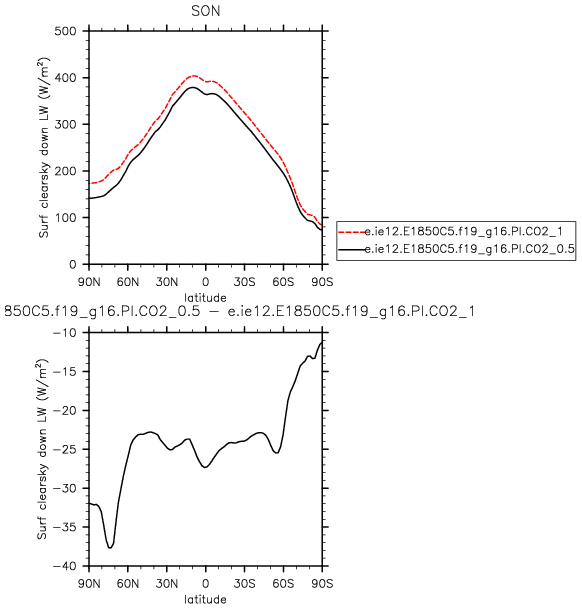 SON
500
400
300
200
100
0
Surf clearsky down LW (W/m²)
90N 60N 30N 0 30S 60S 90S
latitude
e.ie12.E1850C5.f19_g16.PI.CO2_1
e.ie12.E1850C5.f19_g16.PI.CO2_0.5
850C5.f19_g16.PI.CO2_0.5 — e.ie12.E1850C5.f19_g16.PI.CO2_1
-10
-15
-20
-25
-30
-35
-40
Surf clearsky down LW (W/m²)
90N 60N 30N 0 30S 60S 90S
latitude